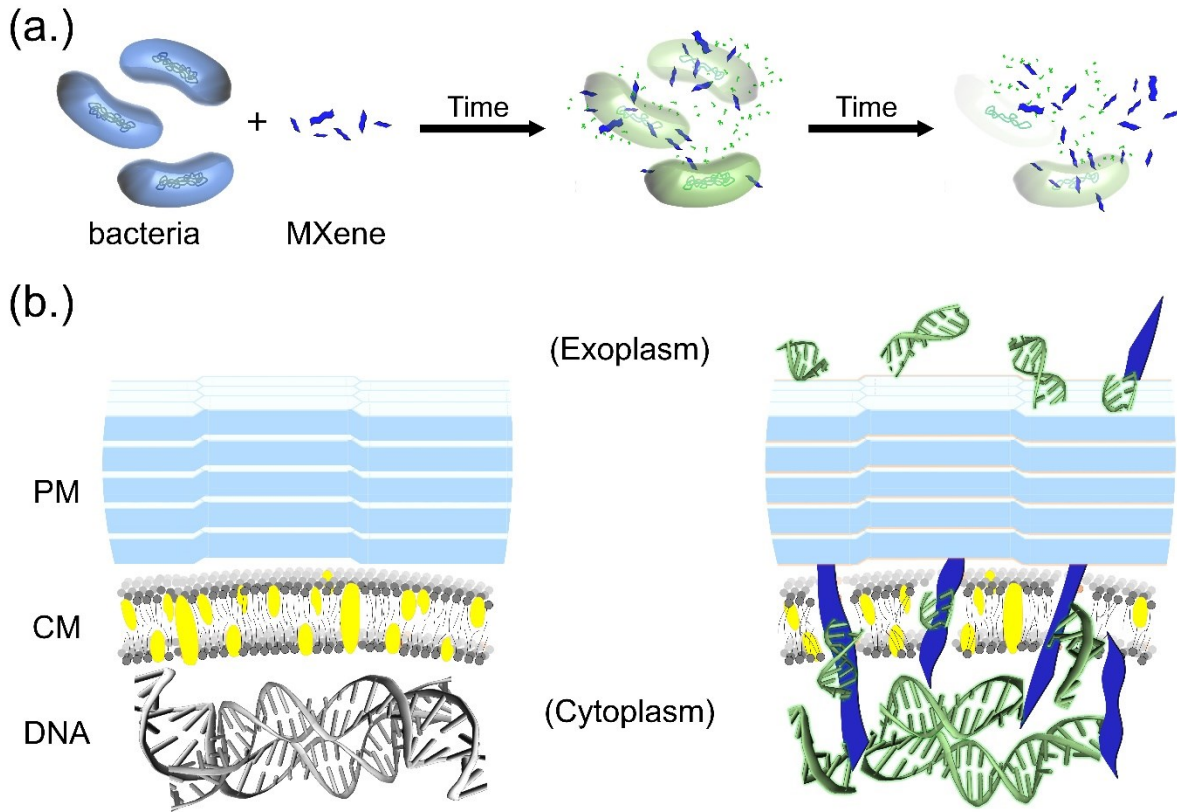 (a.)
+
Time
Time
bacteria
MXene
(b.)
(Exoplasm)
PM
CM
DNA
(Cytoplasm)